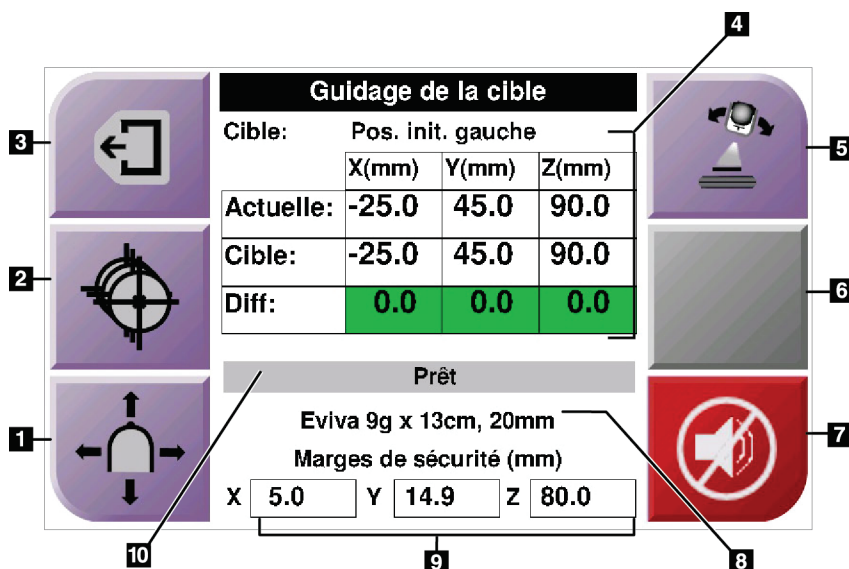 4
Guidage de la cible
3
Cible: Pos. init. gauche
5
X(mm) Y(mm) Z(mm)
Actuelle: -25.0 45.0 90.0
Cible: -25.0 45.0 90.0
2
6
Diff: 0.0 0.0 0.0
Prêt
Eviva 9g x 13cm, 20mm
1
7
Marges de sécurité (mm)
X 5.0 Y 14.9 Z 80.0
10
9
8